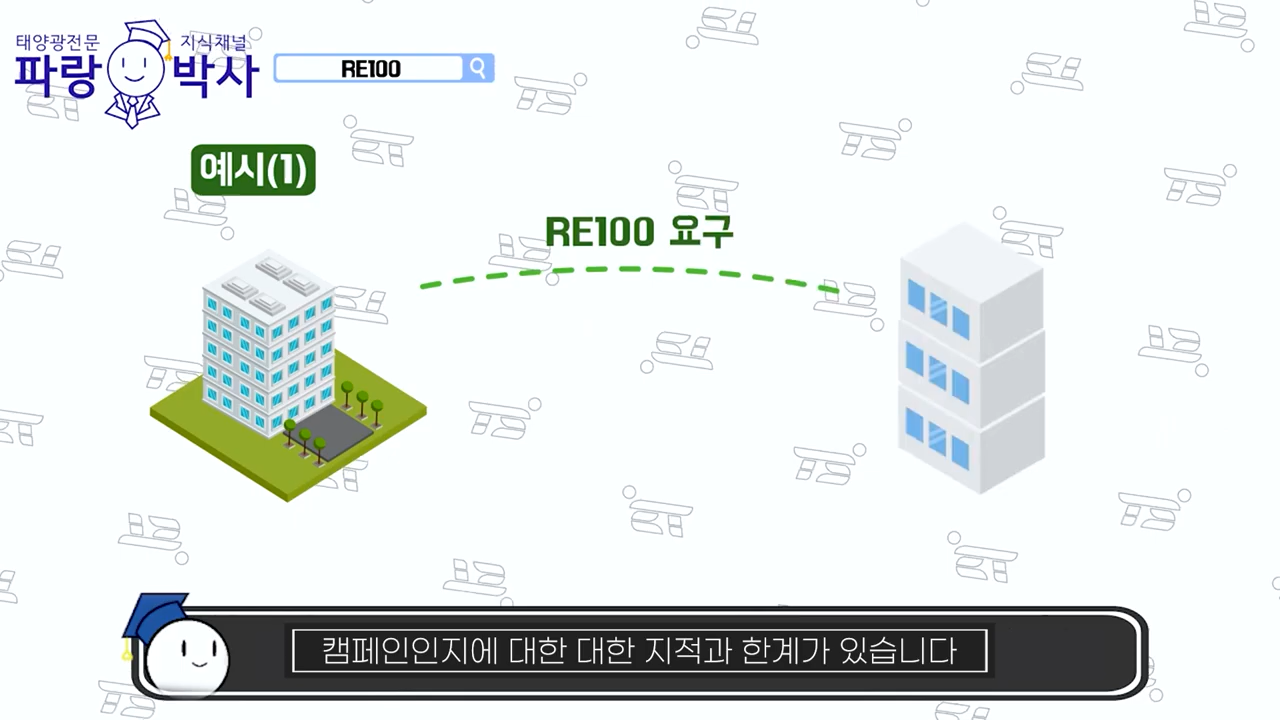 태양광전문 지식채널
파랑 박사
RE100
예시(1)
RE100 요구
캠페인인지에 대한 대한 지적과 한계가 있습니다